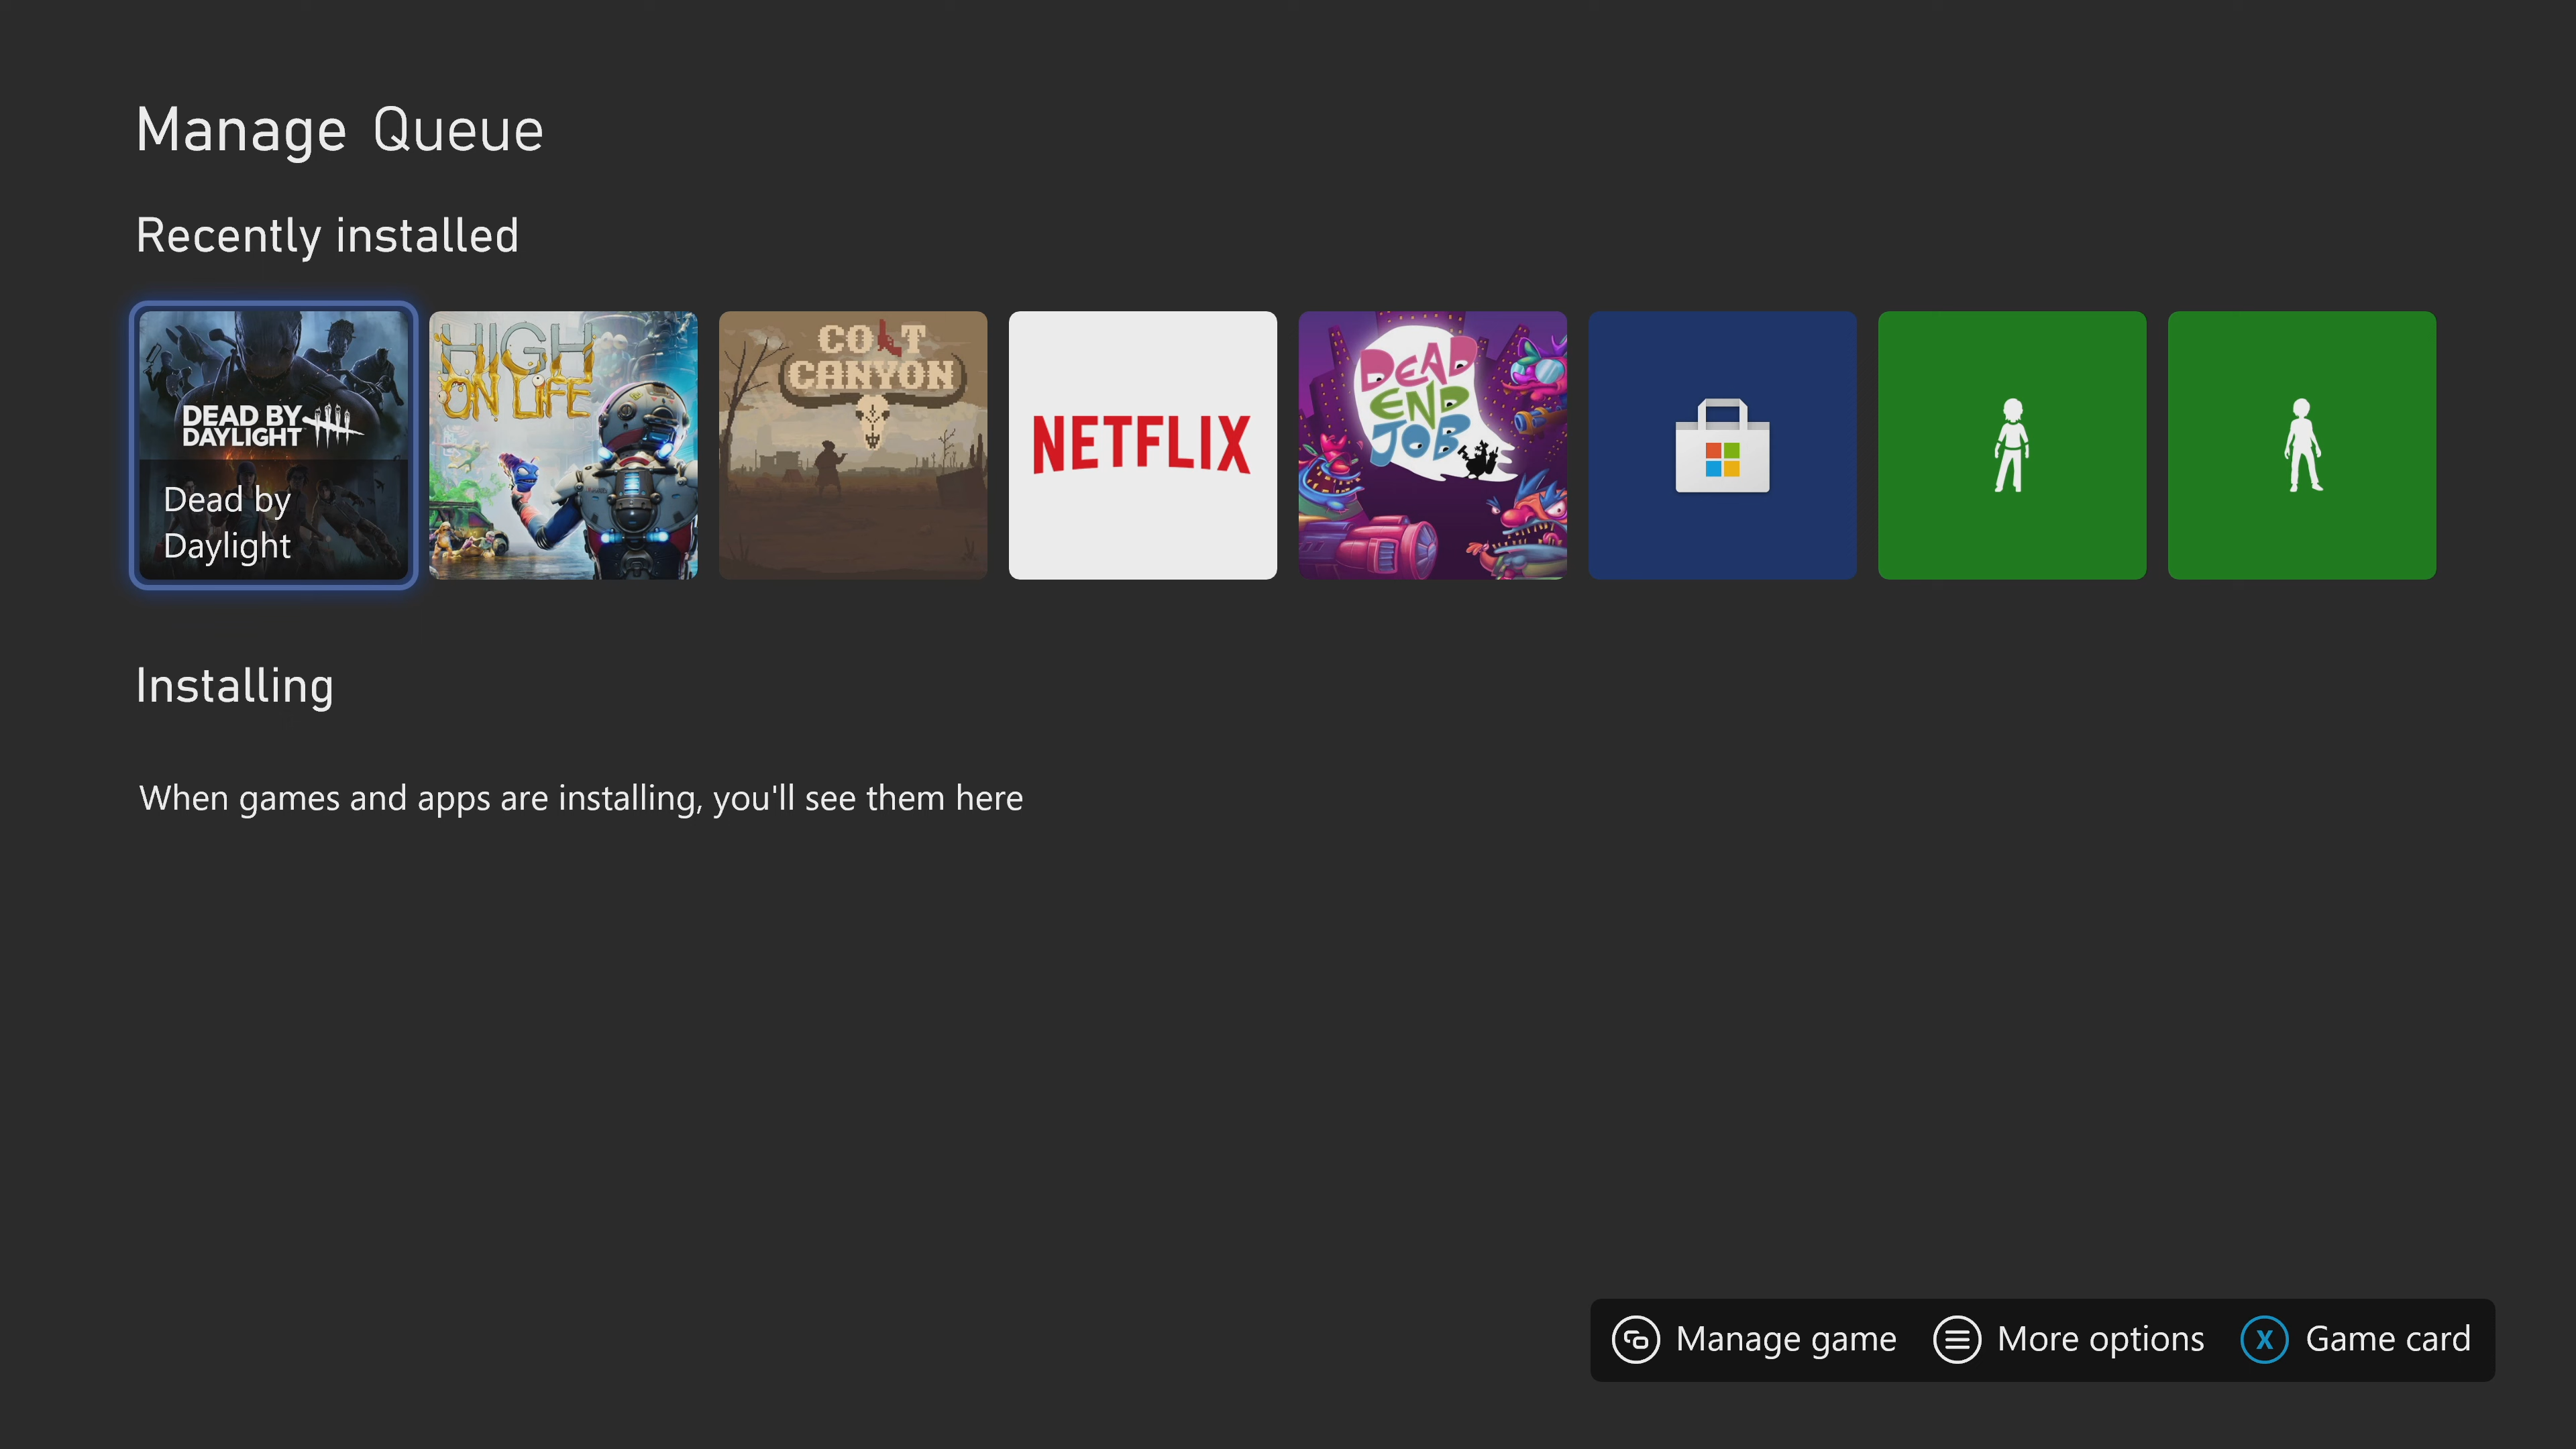 Manage Queue
Recently installed
DEAD BY
DAYLIGHT
Dead by
Daylight
HIGH
ON LIFE
COLT
CANYON
NETFLIX
DEAD
END
JOB
Installing
When games and apps are installing, you'll see them here
Manage game
More options
X Game card